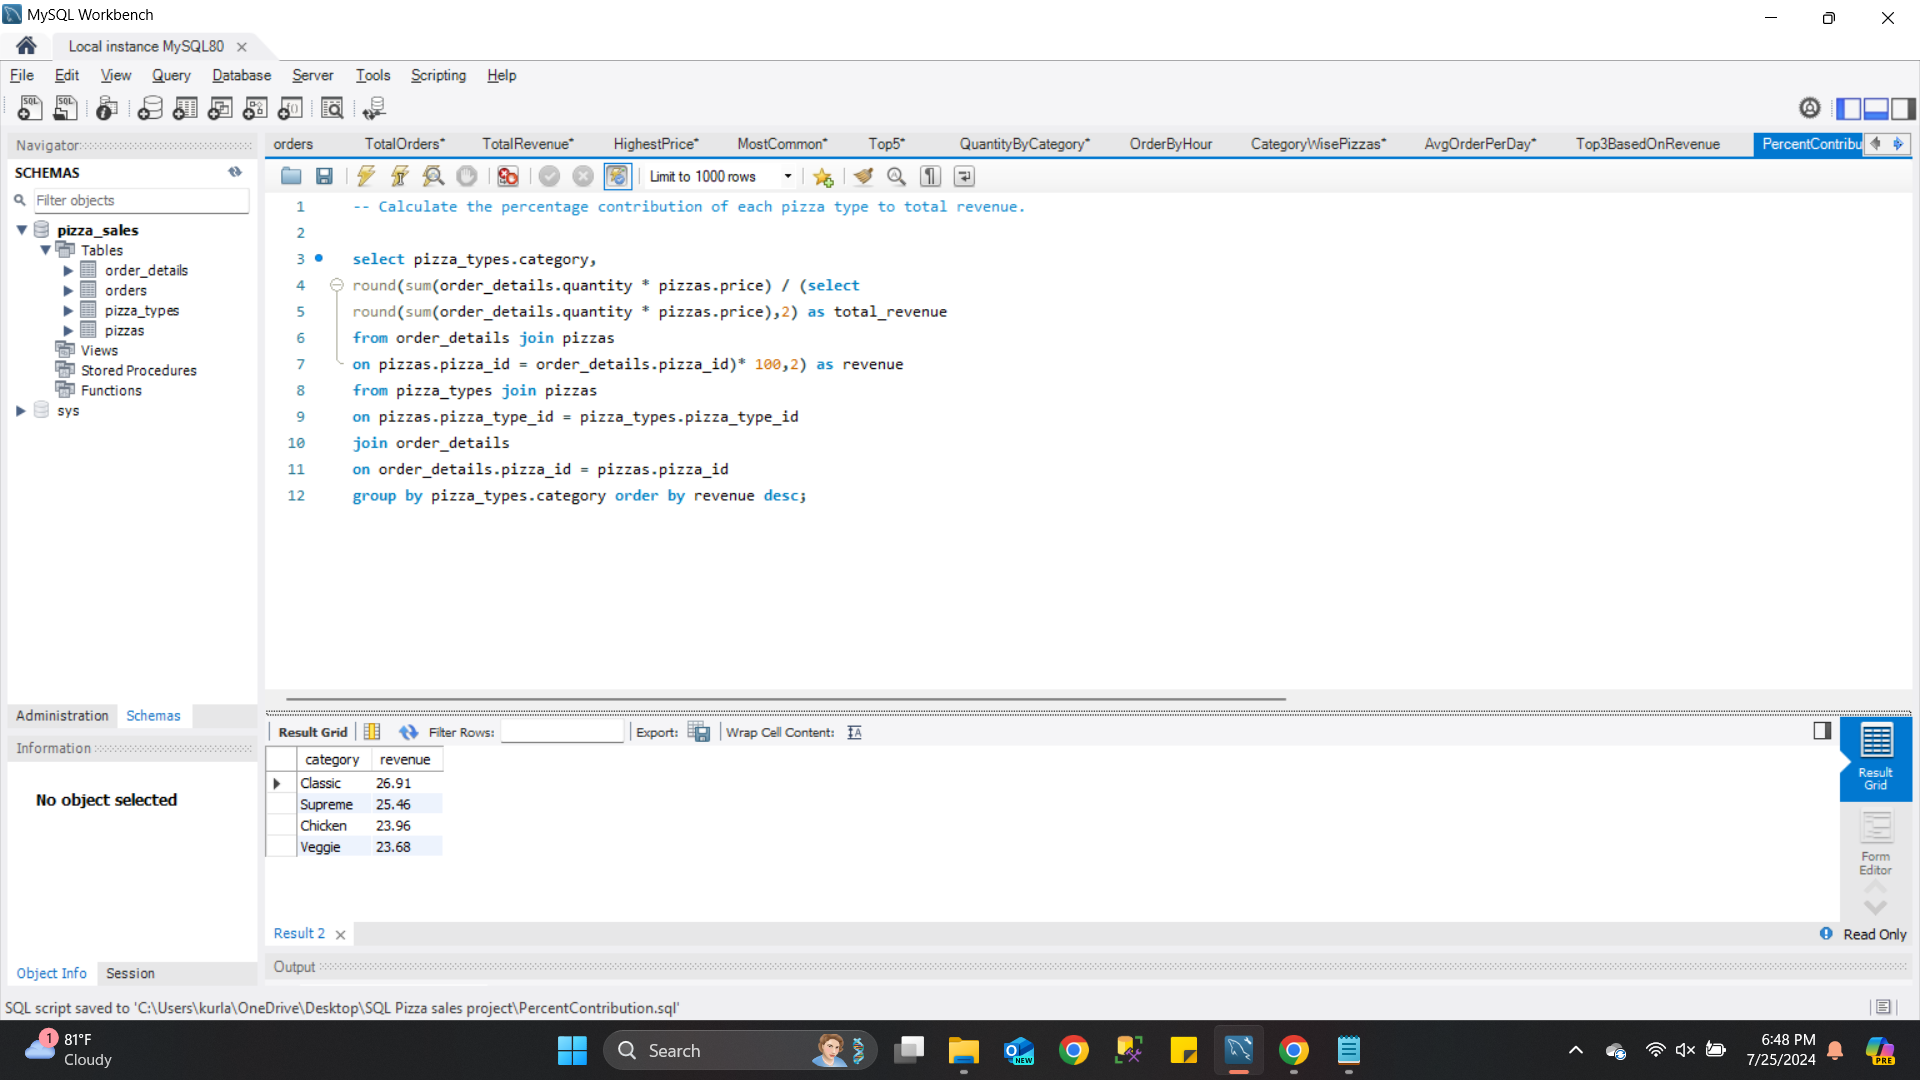 MySQL Workbench
Local instance MySQL80
File Edit View Query Database Server Tools Scripting Help
Navigator
SCHEMAS
Filter objects
pizza_sales
Tables
order_details
orders
pizza_types
pizzas
Views
Stored Procedures
Functions
sys
Administration Schemas
Information
No object selected
Object Info Session
orders TotalOrders* TotalRevenue* HighestPrice* MostCommon* Top5* QuantityByCategory* OrderByHour CategoryWisePizzas* AvgOrderPerDay* Top3BasedOnRevenue PercentContribu
Limit to 1000 rows
1 -- Calculate the percentage contribution of each pizza type to total revenue.
2
3 select pizza_types.category,
4 round(sum(order_details.quantity * pizzas.price) / (select
5 round(sum(order_details.quantity * pizzas.price),2) as total_revenue
6 from order_details join pizzas
7 on pizzas.pizza_id = order_details.pizza_id)* 100,2) as revenue
8 from pizza_types join pizzas
9 on pizzas.pizza_type_id = pizza_types.pizza_type_id
10 join order_details
11 on order_details.pizza_id = pizzas.pizza_id
12 group by pizza_types.category order by revenue desc;
Result Grid Filter Rows: Export: Wrap Cell Content:
category revenue
Classic 26.91
Supreme 25.46
Chicken 23.96
Veggie 23.68
Result
Grid
Form
Editor
Result 2
Read Only
Output
SQL script saved to 'C:\Users\kurla\OneDrive\Desktop\SQL Pizza sales project\PercentContribution.sql'
1
81°F
Cloudy
Search
NEW
6:48 PM
7/25/2024
PRE